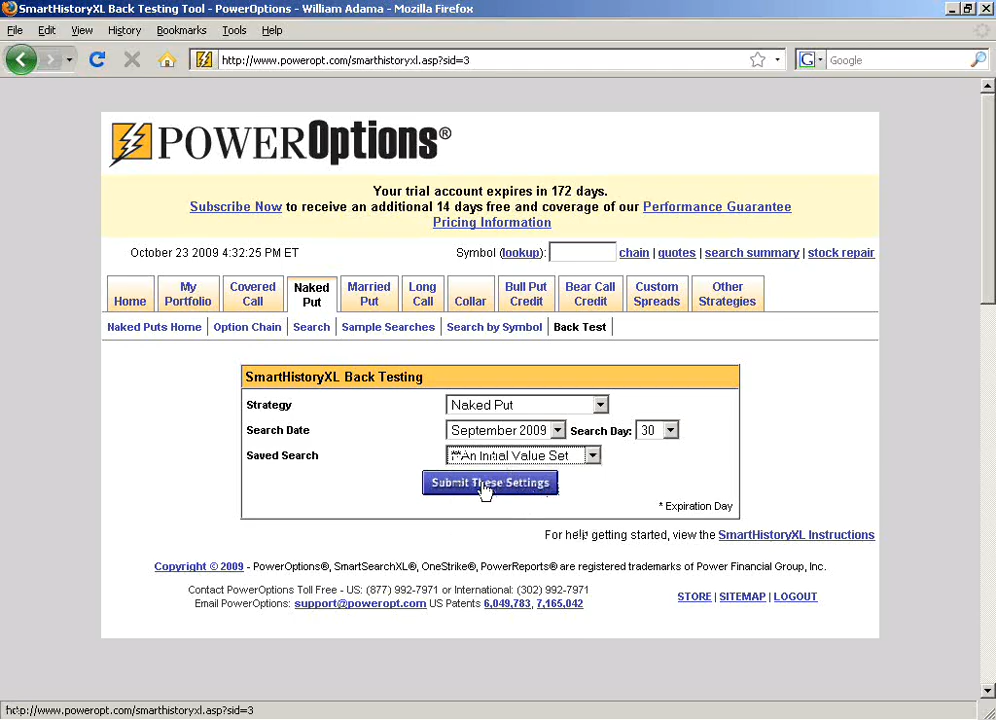 SmartHistoryXL Back Testing Tool - PowerOptions - William Adama - Mozilla Firefox
File Edit View History Bookmarks Tools Help
http://www.poweropt.com/smarthistoryxl.asp?sid=3 Google
POWEROptions®
Your trial account expires in 172 days.
Subscribe Now to receive an additional 14 days free and coverage of our Performance Guarantee
Pricing Information
October 23 2009 4:32:25 PM ET Symbol (lookup): chain | quotes | search summary | stock repair
Home My Portfolio Covered Call Naked Put Married Put Long Call Collar Bull Put Credit Bear Call Credit Custom Spreads Other Strategies
Naked Puts Home | Option Chain | Search | Sample Searches | Search by Symbol | Back Test |
SmartHistoryXL Back Testing
Strategy Naked Put
Search Date September 2009 Search Day: 30
Saved Search **An Initial Value Set
Submit These Settings
* Expiration Day
For help getting started, view the SmartHistoryXL Instructions
Copyright © 2009 - PowerOptions®, SmartSearchXL®, OneStrike®, PowerReports® are registered trademarks of Power Financial Group, Inc.
Contact PowerOptions Toll Free - US: (877) 992-7971 or International: (302) 992-7971
Email PowerOptions: support@poweropt.com US Patents 6,049,783, 7,165,042
STORE | SITEMAP | LOGOUT
http://www.poweropt.com/smarthistoryxl.asp?sid=3